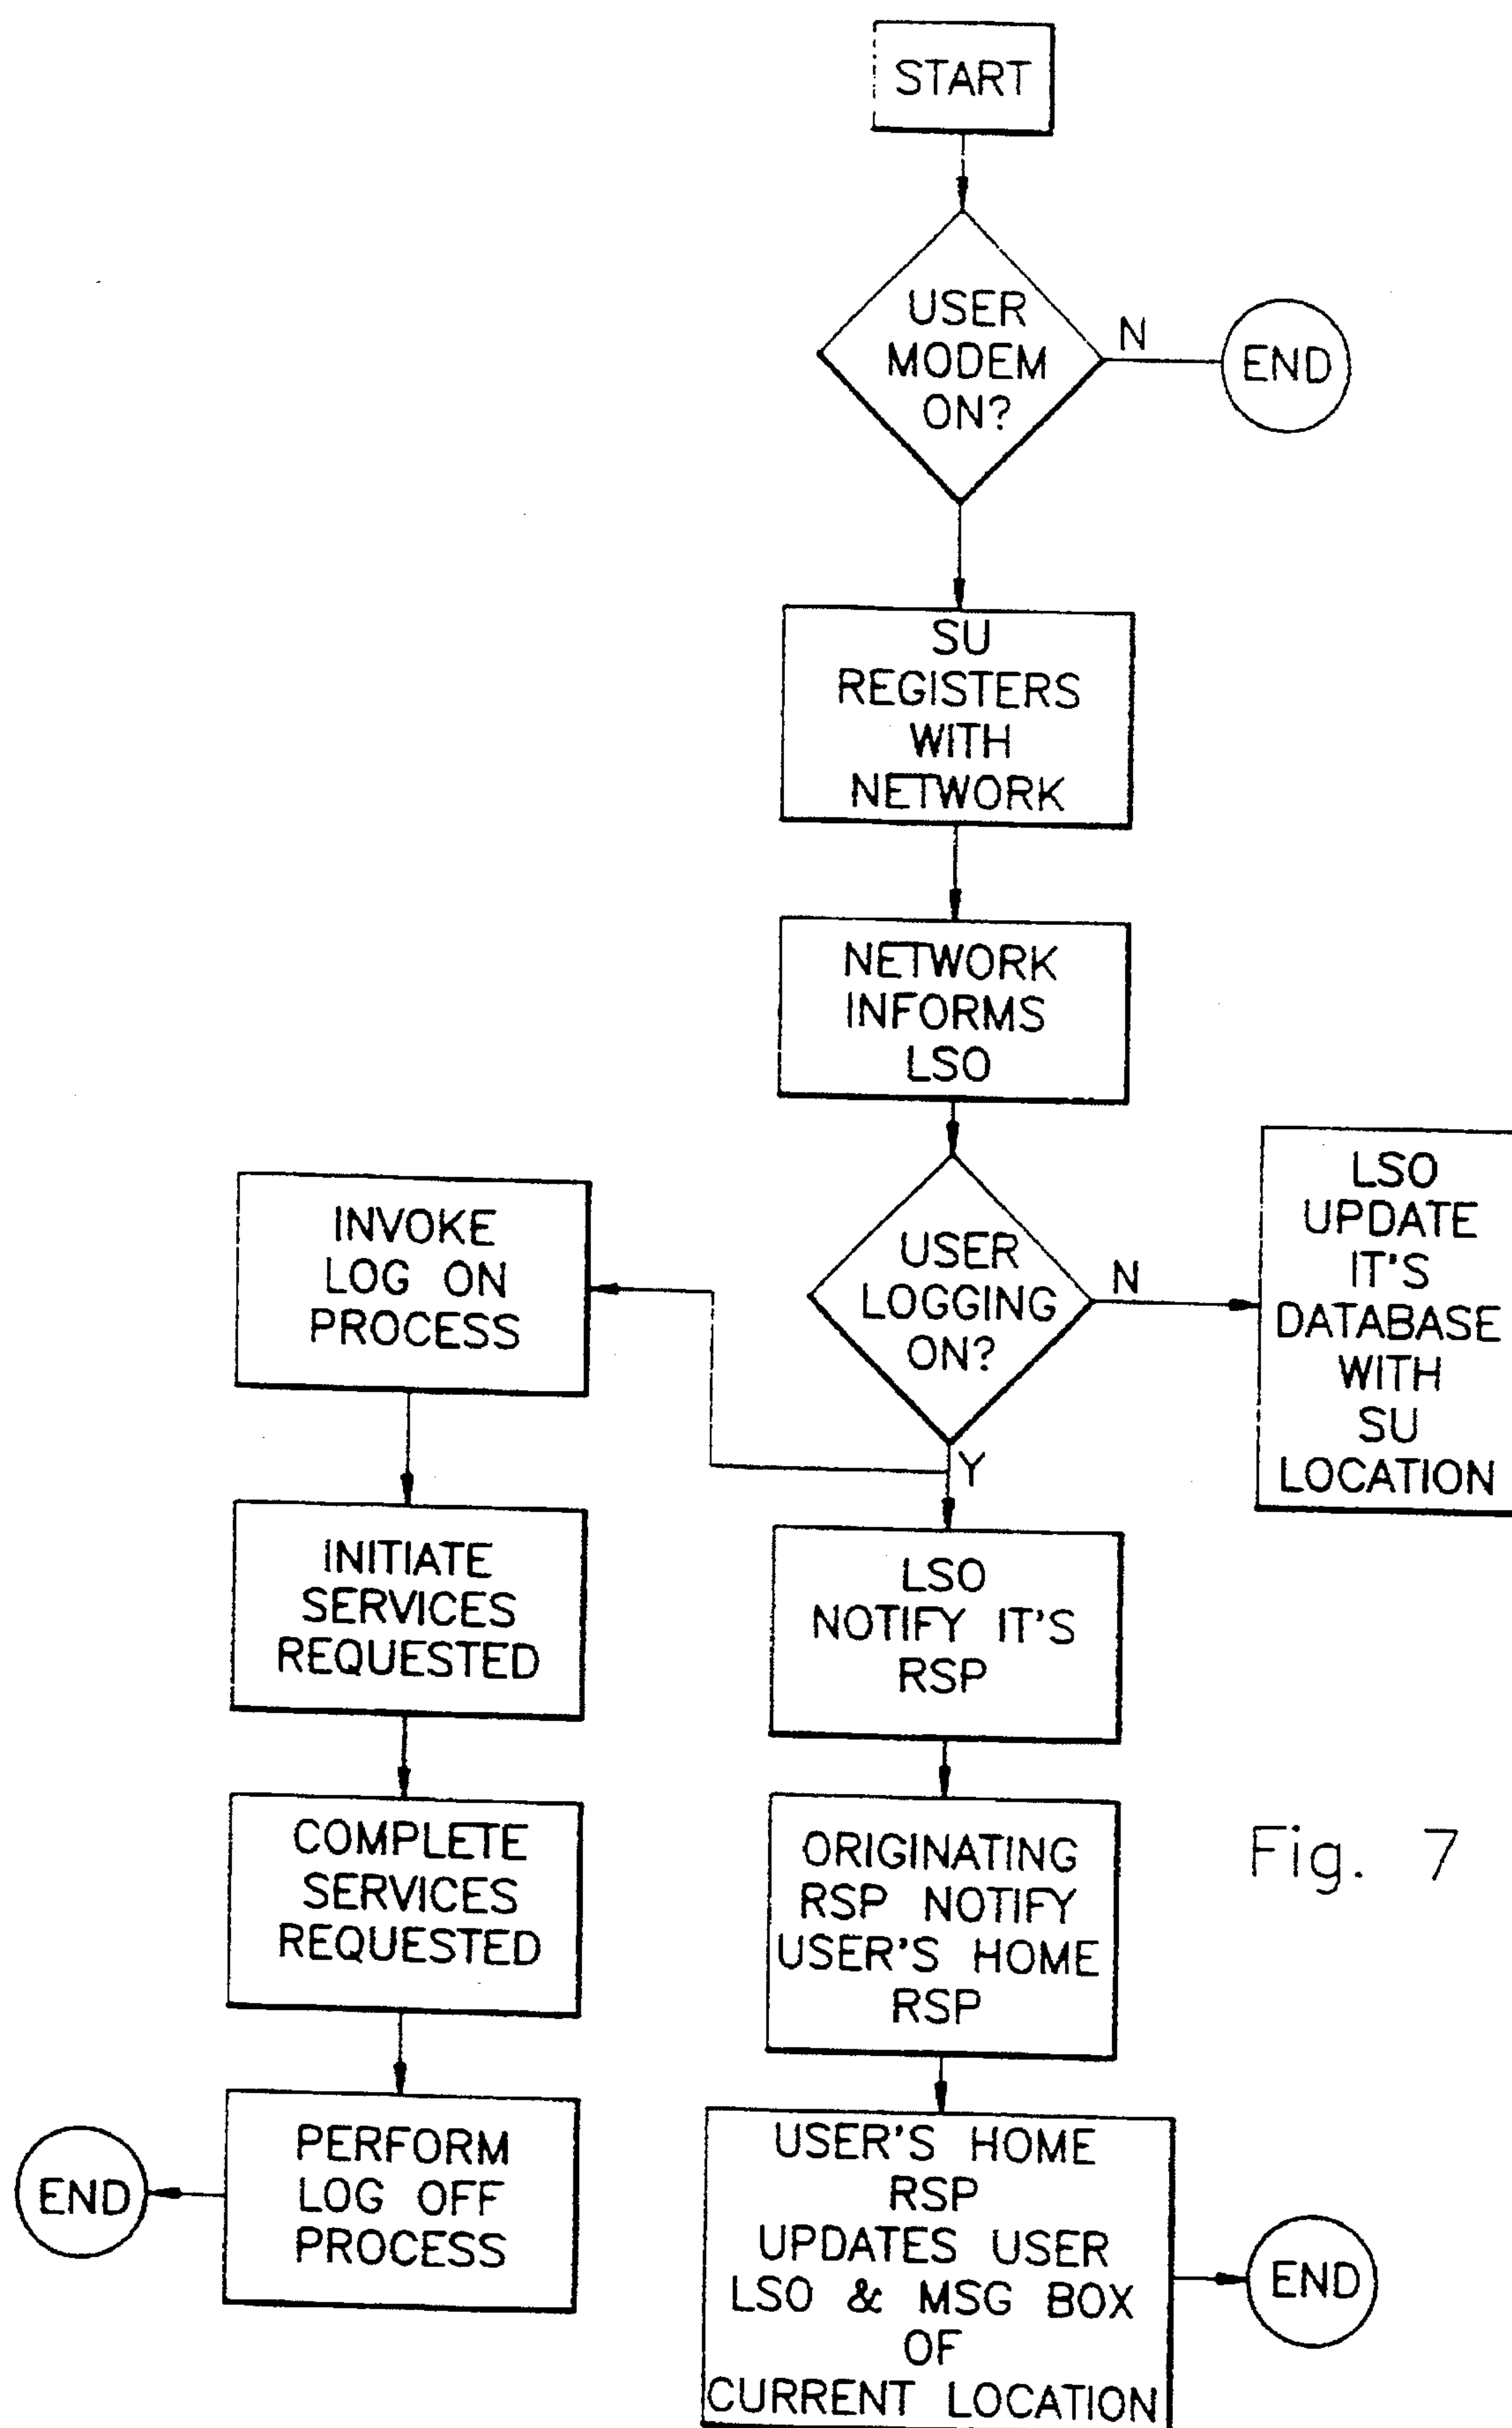 START
USER
MODEM
ON?
N
END
SU
REGISTERS
WITH
NETWORK
NETWORK
INFORMS
LSO
USER
LOGGING
ON?
N
LSO
UPDATE
IT'S
DATABASE
WITH
SU
LOCATION
Y
INVOKE
LOG ON
PROCESS
INITIATE
SERVICES
REQUESTED
COMPLETE
SERVICES
REQUESTED
PERFORM
LOG OFF
PROCESS
END
LSO
NOTIFY IT'S
RSP
ORIGINATING
RSP NOTIFY
USER'S HOME
RSP
USER'S HOME
RSP
UPDATES USER
LSO & MSG BOX
OF
CURRENT LOCATION
END
Fig. 7